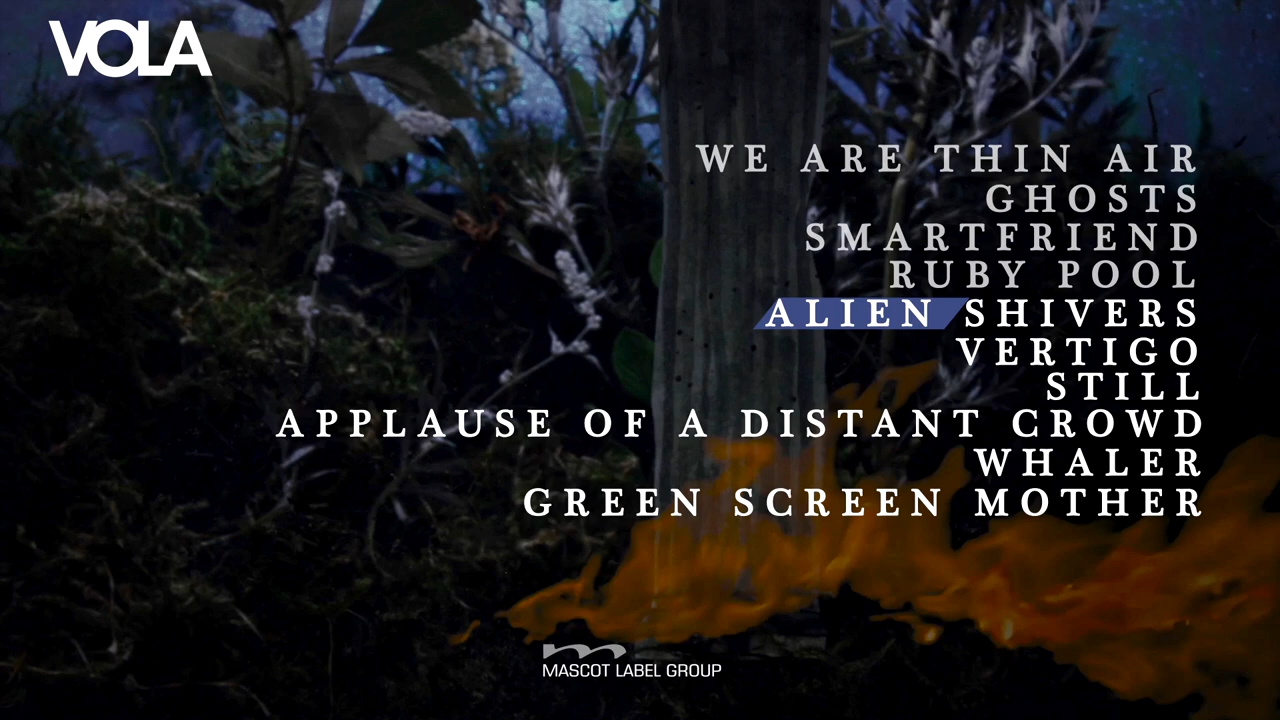 VOLA
WE ARE THIN AIR
GHOSTS
SMARTFRIEND
RUBY POOL
ALIEN SHIVERS
VERTIGO
STILL
APPLAUSE OF A DISTANT CROWD
WHALER
GREEN SCREEN MOTHER
MASCOT LABEL GROUP